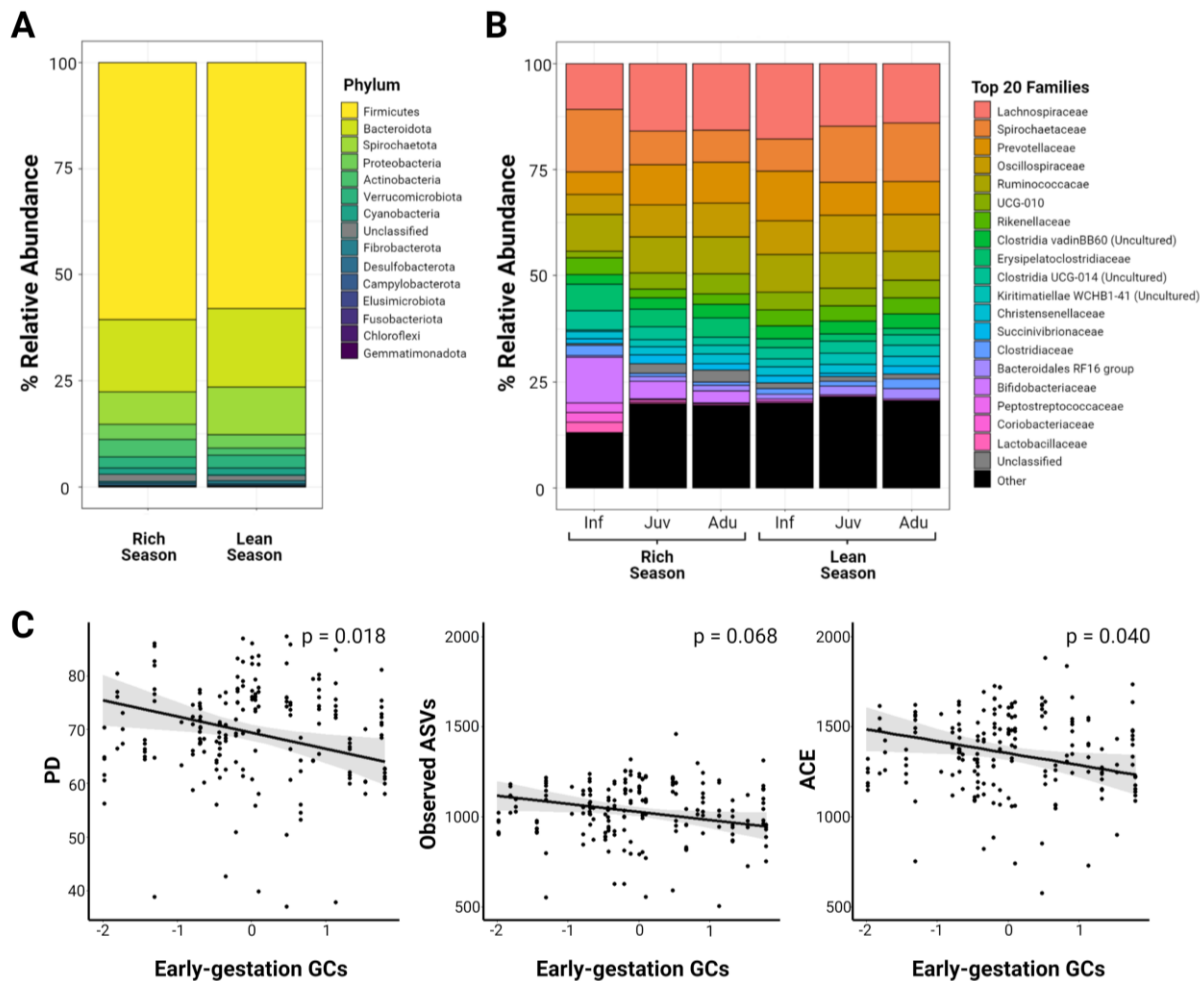 A
% Relative Abundance
100
75
50
25
0
Rich
Season
Lean
Season
Phylum
Firmicutes
Bacteroidota
Spirochaetota
Proteobacteria
Actinobacteria
Verrucomicrobiota
Cyanobacteria
Unclassified
Fibrobacterota
Desulfobacterota
Campylobacterota
Elusimicrobiota
Fusobacteriota
Chloroflexi
Gemmatimonadota
B
% Relative Abundance
100
75
50
25
0
Inf Juv Adu Inf Juv Adu
Rich
Season
Lean
Season
Top 20 Families
Lachnospiraceae
Spirochaetaceae
Prevotellaceae
Oscillospiraceae
Ruminococcacae
UCG-010
Rikenellaceae
Clostridia vadinBB60 (Uncultured)
Erysipelatoclostridiaceae
Clostridia UCG-014 (Uncultured)
Kiritimatiellae WCHB1-41 (Uncultured)
Christensenellaceae
Succinivibrionaceae
Clostridiaceae
Bacteroidales RF16 group
Bifidobacteriaceae
Peptostreptococcaceae
Coriobacteriaceae
Lactobacillaceae
Unclassified
Other
C
PD
80
70
60
50
40
p = 0.018
-2 -1 0 1
Early-gestation GCs
Observed ASVs
2000
1500
1000
500
p = 0.068
-2 -1 0 1
Early-gestation GCs
ACE
2000
1500
1000
500
p = 0.040
-2 -1 0 1
Early-gestation GCs